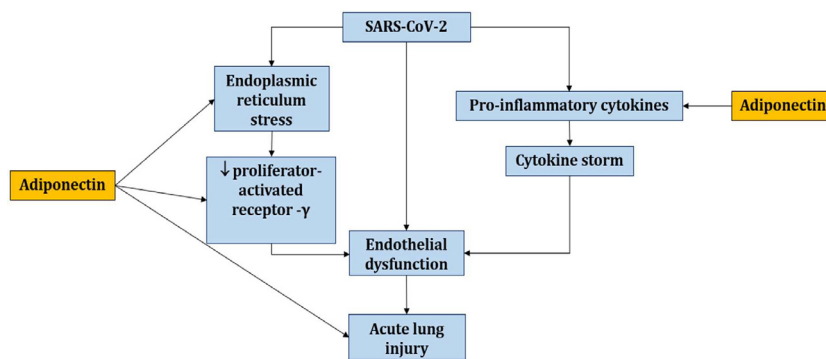 SARS-CoV-2
Endoplasmic
reticulum
stress
Pro-inflammatory cytokines
Adiponectin
Cytokine storm
Adiponectin
↓ proliferator-
activated
receptor -γ
Endothelial
dysfunction
Acute lung
injury